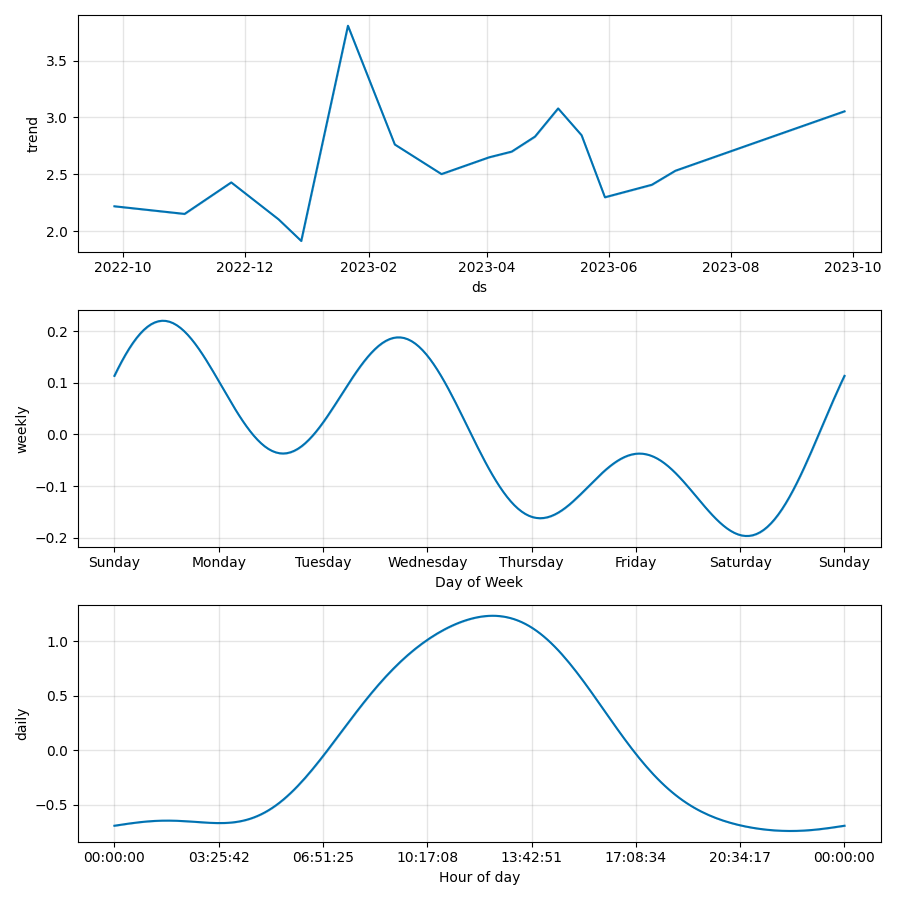 3.5
3.0
2.5
2.0
trend
2022-10 2022-12 2023-02 2023-04 2023-06 2023-08 2023-10
ds
0.2
0.1
0.0
−0.1
−0.2
weekly
Sunday Monday Tuesday Wednesday Thursday Friday Saturday Sunday
Day of Week
1.0
0.5
0.0
−0.5
daily
00:00:00 03:25:42 06:51:25 10:17:08 13:42:51 17:08:34 20:34:17 00:00:00
Hour of day